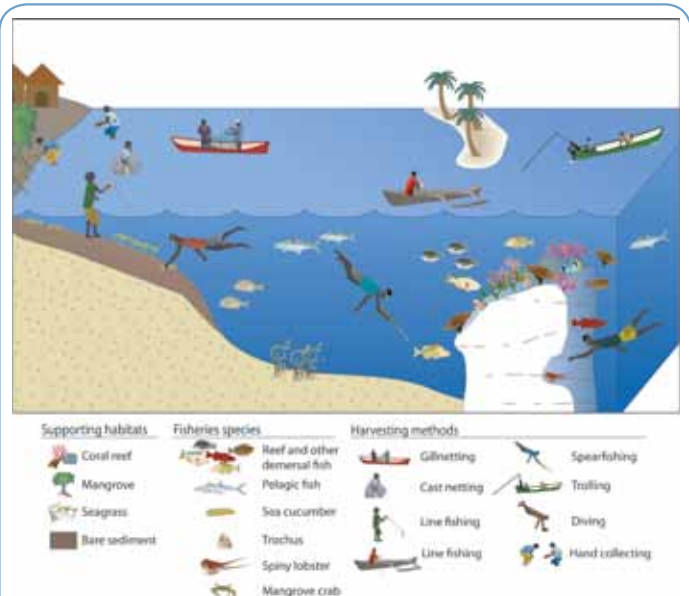 Supporting habitats
Coral reef
Mangrove
Seagrass
Bare sediment
Fisheries species
Reef and other
demersal fish
Pelagic fish
Sea cucumber
Trochus
Spiny lobster
Mangrove crab
Harvesting methods
Gillnetting
Cast netting
Line fishing
Line fishing
Spearfishing
Trolling
Diving
Hand collecting